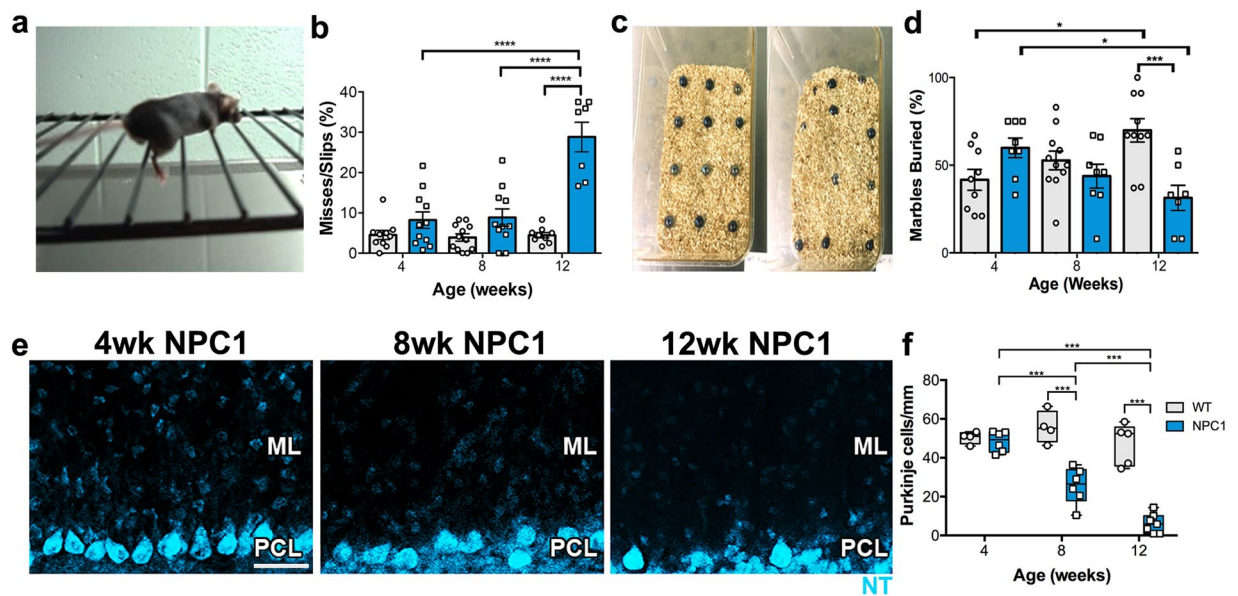 a
b
****
****
****
Misses/Slips (%)
40
30
20
10
0
4
8
12
Age (weeks)
c
d
*
*
***
Marbles Buried (%)
100
50
0
4
8
12
Age (Weeks)
e
4wk NPC1
8wk NPC1
12wk NPC1
ML
ML
ML
PCL
PCL
PCL
NT
f
***
***
***
***
***
Purkinje cells/mm
80
60
40
20
0
4
8
12
Age (weeks)
WT
NPC1